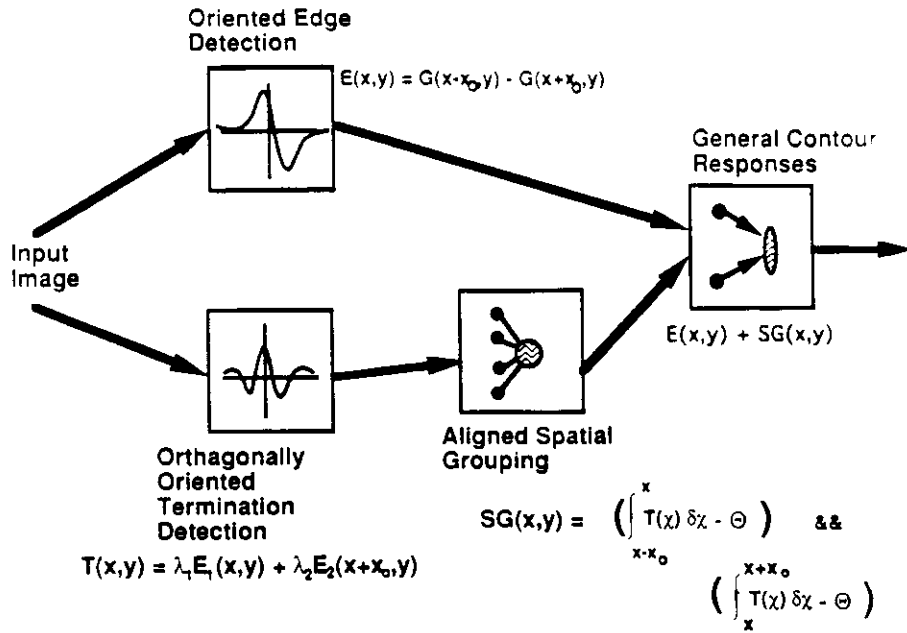 Oriented Edge
Detection
E(x,y) = G(x-x₀,y) - G(x+x₀,y)
General Contour
Responses
Input
Image
E(x,y) + SG(x,y)
Aligned Spatial
Grouping
Orthagonally
Oriented
Termination
Detection
T(x,y) = λ₁E₁(x,y) + λ₂E₂(x+x₀,y)
SG(x,y) = ( ∫ₓ₋ₓ₀ˣ T(χ) δχ - Θ ) &&
( ∫ₓˣ⁺ˣ₀ T(χ) δχ - Θ )